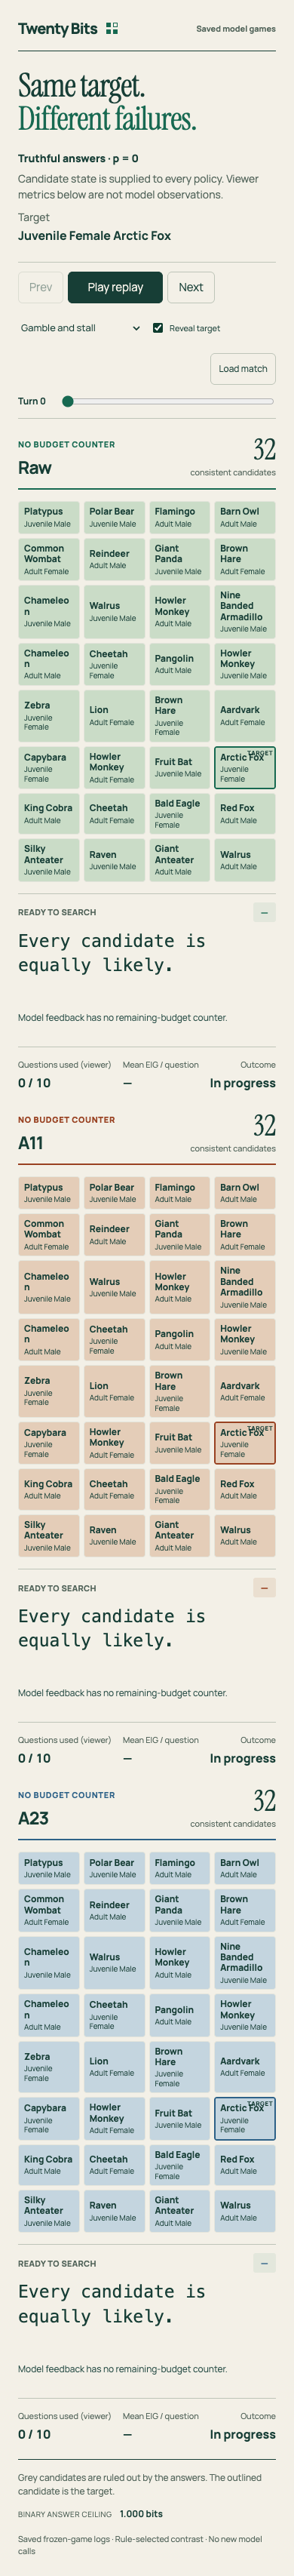 Twenty Bits
Saved model games
Same target.
Different failures.
Truthful answers · p = 0
Candidate state is supplied to every policy. Viewer
metrics below are not model observations.
Target
Juvenile Female Arctic Fox
Prev
Play replay
Next
Gamble and stall
Reveal target
Load match
Turn 0
NO BUDGET COUNTER
32
Raw
consistent candidates
Platypus
Juvenile Male
Polar Bear
Juvenile Male
Flamingo
Adult Male
Barn Owl
Adult Male
Common
Wombat
Adult Female
Reindeer
Adult Male
Giant
Panda
Juvenile Male
Brown
Hare
Adult Female
Chameleo
n
Juvenile Male
Walrus
Juvenile Male
Howler
Monkey
Adult Male
Nine
Banded
Armadillo
Juvenile Male
Chameleo
n
Adult Male
Cheetah
Juvenile
Female
Pangolin
Adult Male
Howler
Monkey
Juvenile Male
Zebra
Juvenile
Female
Lion
Adult Female
Brown
Hare
Juvenile
Female
Aardvark
Adult Female
Capybara
Juvenile
Female
Howler
Monkey
Adult Female
Fruit Bat
Juvenile Male
TARGET
Arctic Fox
Juvenile
Female
King Cobra
Adult Male
Cheetah
Adult Female
Bald Eagle
Juvenile
Female
Red Fox
Adult Male
Silky
Anteater
Juvenile Male
Raven
Juvenile Male
Giant
Anteater
Adult Male
Walrus
Adult Male
READY TO SEARCH
–
Every candidate is
equally likely.
Model feedback has no remaining-budget counter.
Questions used (viewer)
Mean EIG / question
Outcome
0 / 10
–
In progress
NO BUDGET COUNTER
32
A11
consistent candidates
Platypus
Juvenile Male
Polar Bear
Juvenile Male
Flamingo
Adult Male
Barn Owl
Adult Male
Common
Wombat
Adult Female
Reindeer
Adult Male
Giant
Panda
Juvenile Male
Brown
Hare
Adult Female
Chameleo
n
Juvenile Male
Walrus
Juvenile Male
Howler
Monkey
Adult Male
Nine
Banded
Armadillo
Juvenile Male
Chameleo
n
Adult Male
Cheetah
Juvenile
Female
Pangolin
Adult Male
Howler
Monkey
Juvenile Male
Zebra
Juvenile
Female
Lion
Adult Female
Brown
Hare
Juvenile
Female
Aardvark
Adult Female
Capybara
Juvenile
Female
Howler
Monkey
Adult Female
Fruit Bat
Juvenile Male
TARGET
Arctic Fox
Juvenile
Female
King Cobra
Adult Male
Cheetah
Adult Female
Bald Eagle
Juvenile
Female
Red Fox
Adult Male
Silky
Anteater
Juvenile Male
Raven
Juvenile Male
Giant
Anteater
Adult Male
Walrus
Adult Male
READY TO SEARCH
–
Every candidate is
equally likely.
Model feedback has no remaining-budget counter.
Questions used (viewer)
Mean EIG / question
Outcome
0 / 10
–
In progress
NO BUDGET COUNTER
32
A23
consistent candidates
Platypus
Juvenile Male
Polar Bear
Juvenile Male
Flamingo
Adult Male
Barn Owl
Adult Male
Common
Wombat
Adult Female
Reindeer
Adult Male
Giant
Panda
Juvenile Male
Brown
Hare
Adult Female
Chameleo
n
Juvenile Male
Walrus
Juvenile Male
Howler
Monkey
Adult Male
Nine
Banded
Armadillo
Juvenile Male
Chameleo
n
Adult Male
Cheetah
Juvenile
Female
Pangolin
Adult Male
Howler
Monkey
Juvenile Male
Zebra
Juvenile
Female
Lion
Adult Female
Brown
Hare
Juvenile
Female
Aardvark
Adult Female
Capybara
Juvenile
Female
Howler
Monkey
Adult Female
Fruit Bat
Juvenile Male
TARGET
Arctic Fox
Juvenile
Female
King Cobra
Adult Male
Cheetah
Adult Female
Bald Eagle
Juvenile
Female
Red Fox
Adult Male
Silky
Anteater
Juvenile Male
Raven
Juvenile Male
Giant
Anteater
Adult Male
Walrus
Adult Male
READY TO SEARCH
–
Every candidate is
equally likely.
Model feedback has no remaining-budget counter.
Questions used (viewer)
Mean EIG / question
Outcome
0 / 10
–
In progress
Grey candidates are ruled out by the answers. The outlined
candidate is the target.
BINARY ANSWER CEILING 1.000 bits
Saved frozen-game logs · Rule-selected contrast · No new model
calls